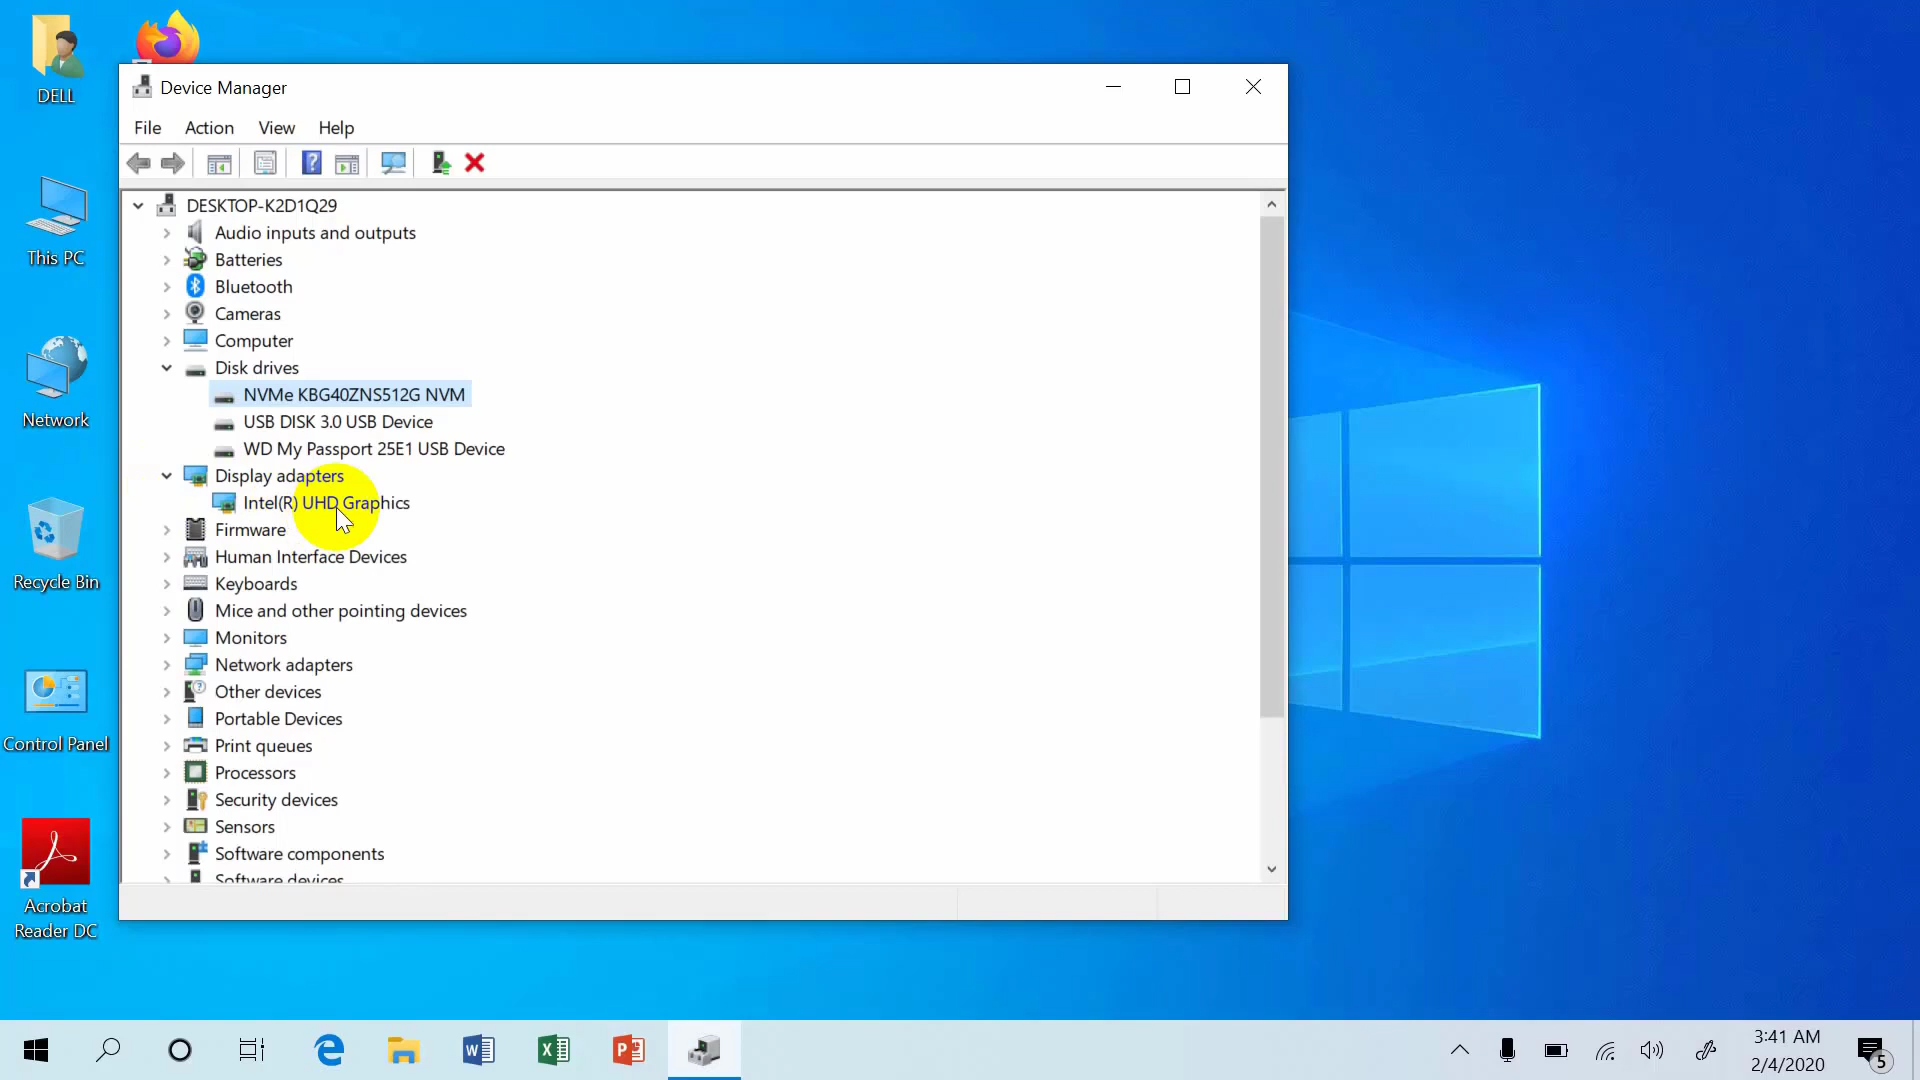 DELL
This PC
Network
Recycle Bin
Control Panel
Acrobat
Reader DC
Device Manager
File Action View Help
DESKTOP-K2D1Q29
Audio inputs and outputs
Batteries
Bluetooth
Cameras
Computer
Disk drives
NVMe KBG40ZNS512G NVM
USB DISK 3.0 USB Device
WD My Passport 25E1 USB Device
Display adapters
Intel(R) UHD Graphics
Firmware
Human Interface Devices
Keyboards
Mice and other pointing devices
Monitors
Network adapters
Other devices
Portable Devices
Print queues
Processors
Security devices
Sensors
Software components
Software devices
3:41 AM
2/4/2020
5